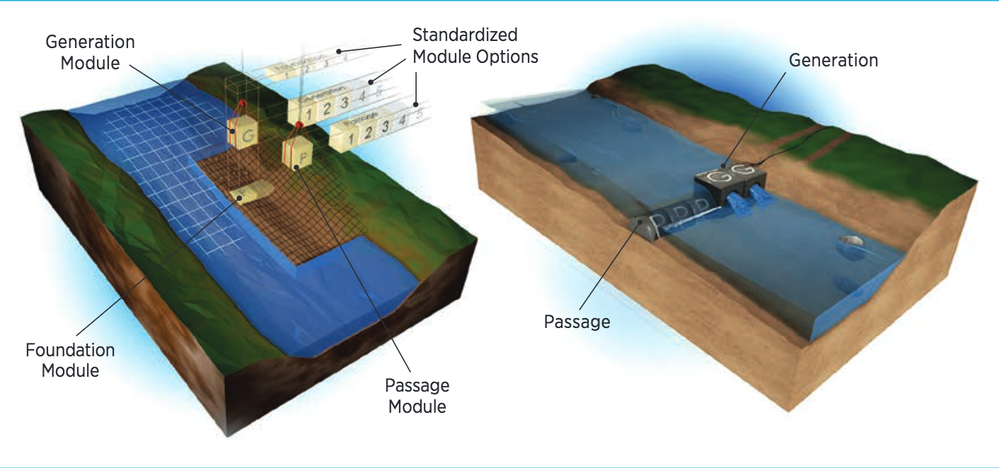 Generation
Module
Standardized
Module Options
Generation
1 2 3 4 5
1 2 3 4 5
G
P
F
Foundation
Module
Passage
Module
Generation
G G
P P P
Passage